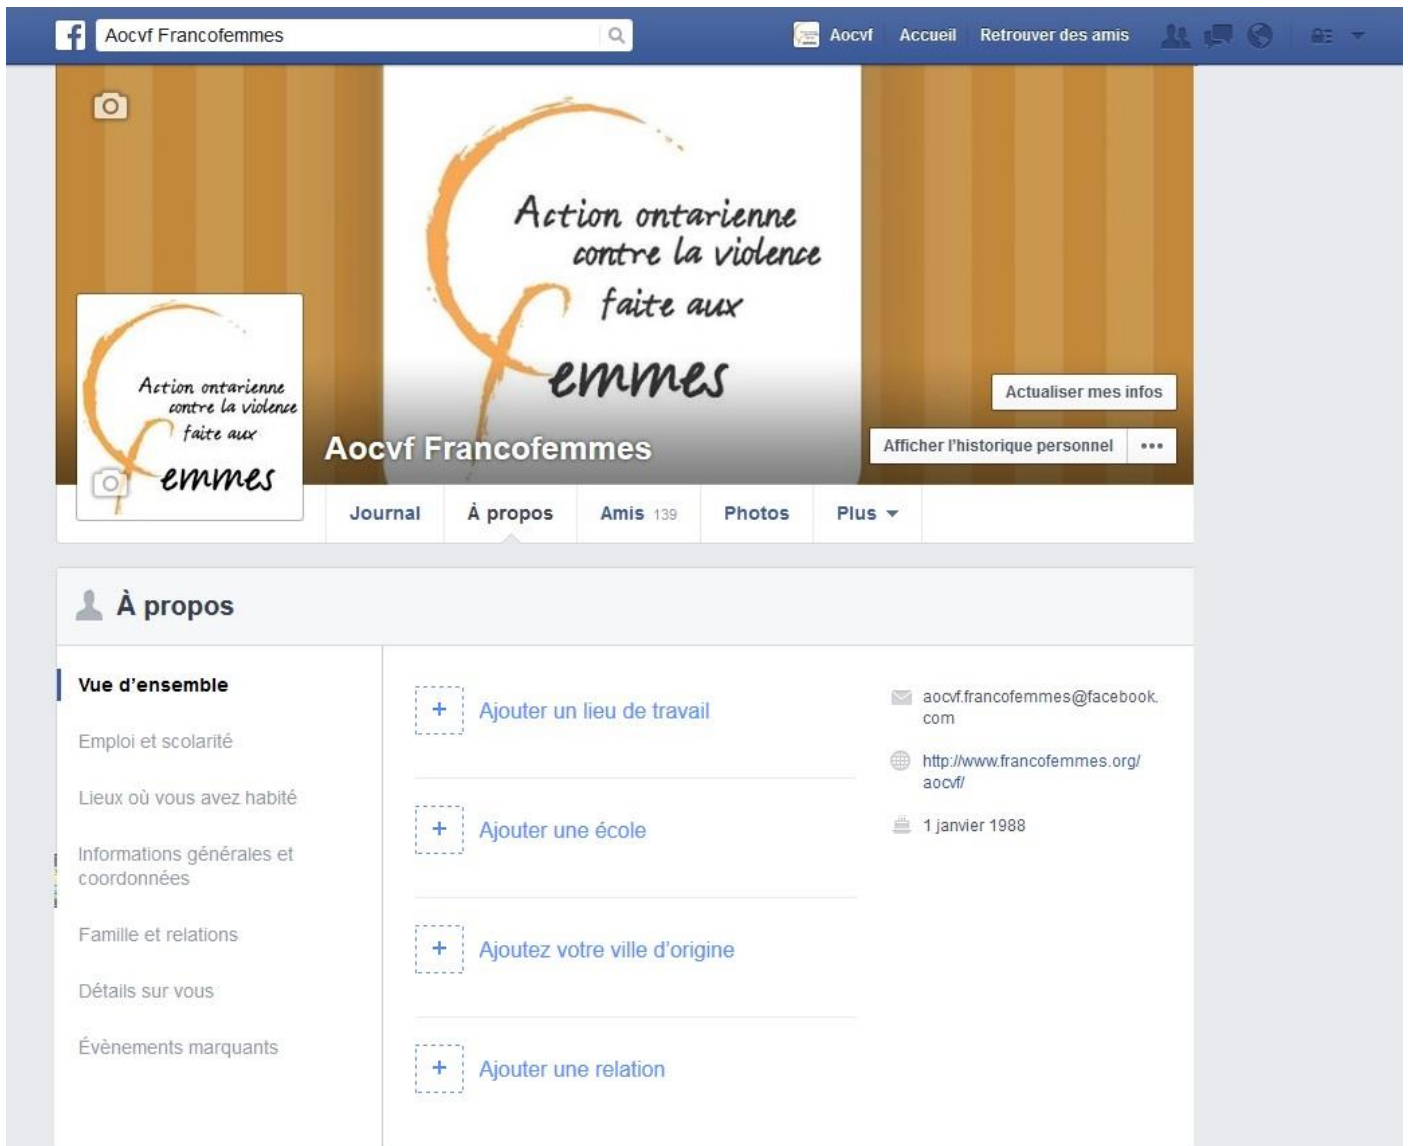 Aocvf Francofemmes
Aocvf Accueil Retrouver des amis
Action ontarienne
contre la violence
faite aux
emmes
Action ontarienne
contre la violence
faite aux
emmes
Actualiser mes infos
Aocvf Francofemmes
Afficher l'historique personnel ...
Journal À propos Amis 139 Photos Plus
À propos
Vue d'ensemble
Emploi et scolarité
Lieux où vous avez habité
Informations générales et
coordonnées
Famille et relations
Détails sur vous
Évènements marquants
+ Ajouter un lieu de travail
+ Ajouter une école
+ Ajoutez votre ville d'origine
+ Ajouter une relation
aocvf.francofemmes@facebook.
com
http://www.francofemmes.org/
aocvf/
1 janvier 1988